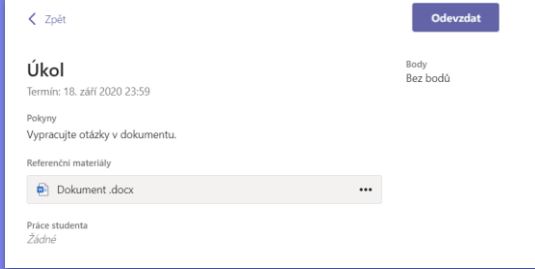 Zpět
Odevzdat
Úkol
Termín: 18. září 2020 23:59
Body
Bez bodů
Pokyny
Vypracujte otázky v dokumentu.
Referenční materiály
Dokument .docx
Práce studenta
Žádné